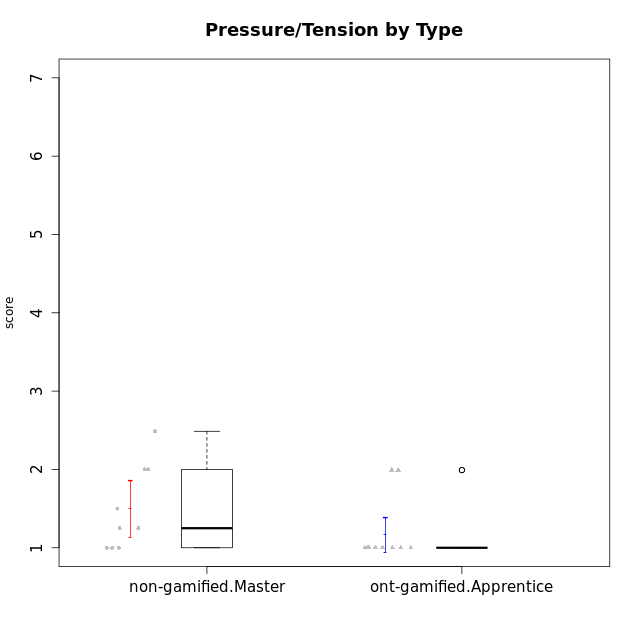 Pressure/Tension by Type
7
6
5
4
3
2
1
score
non-gamified.Master
ont-gamified.Apprentice